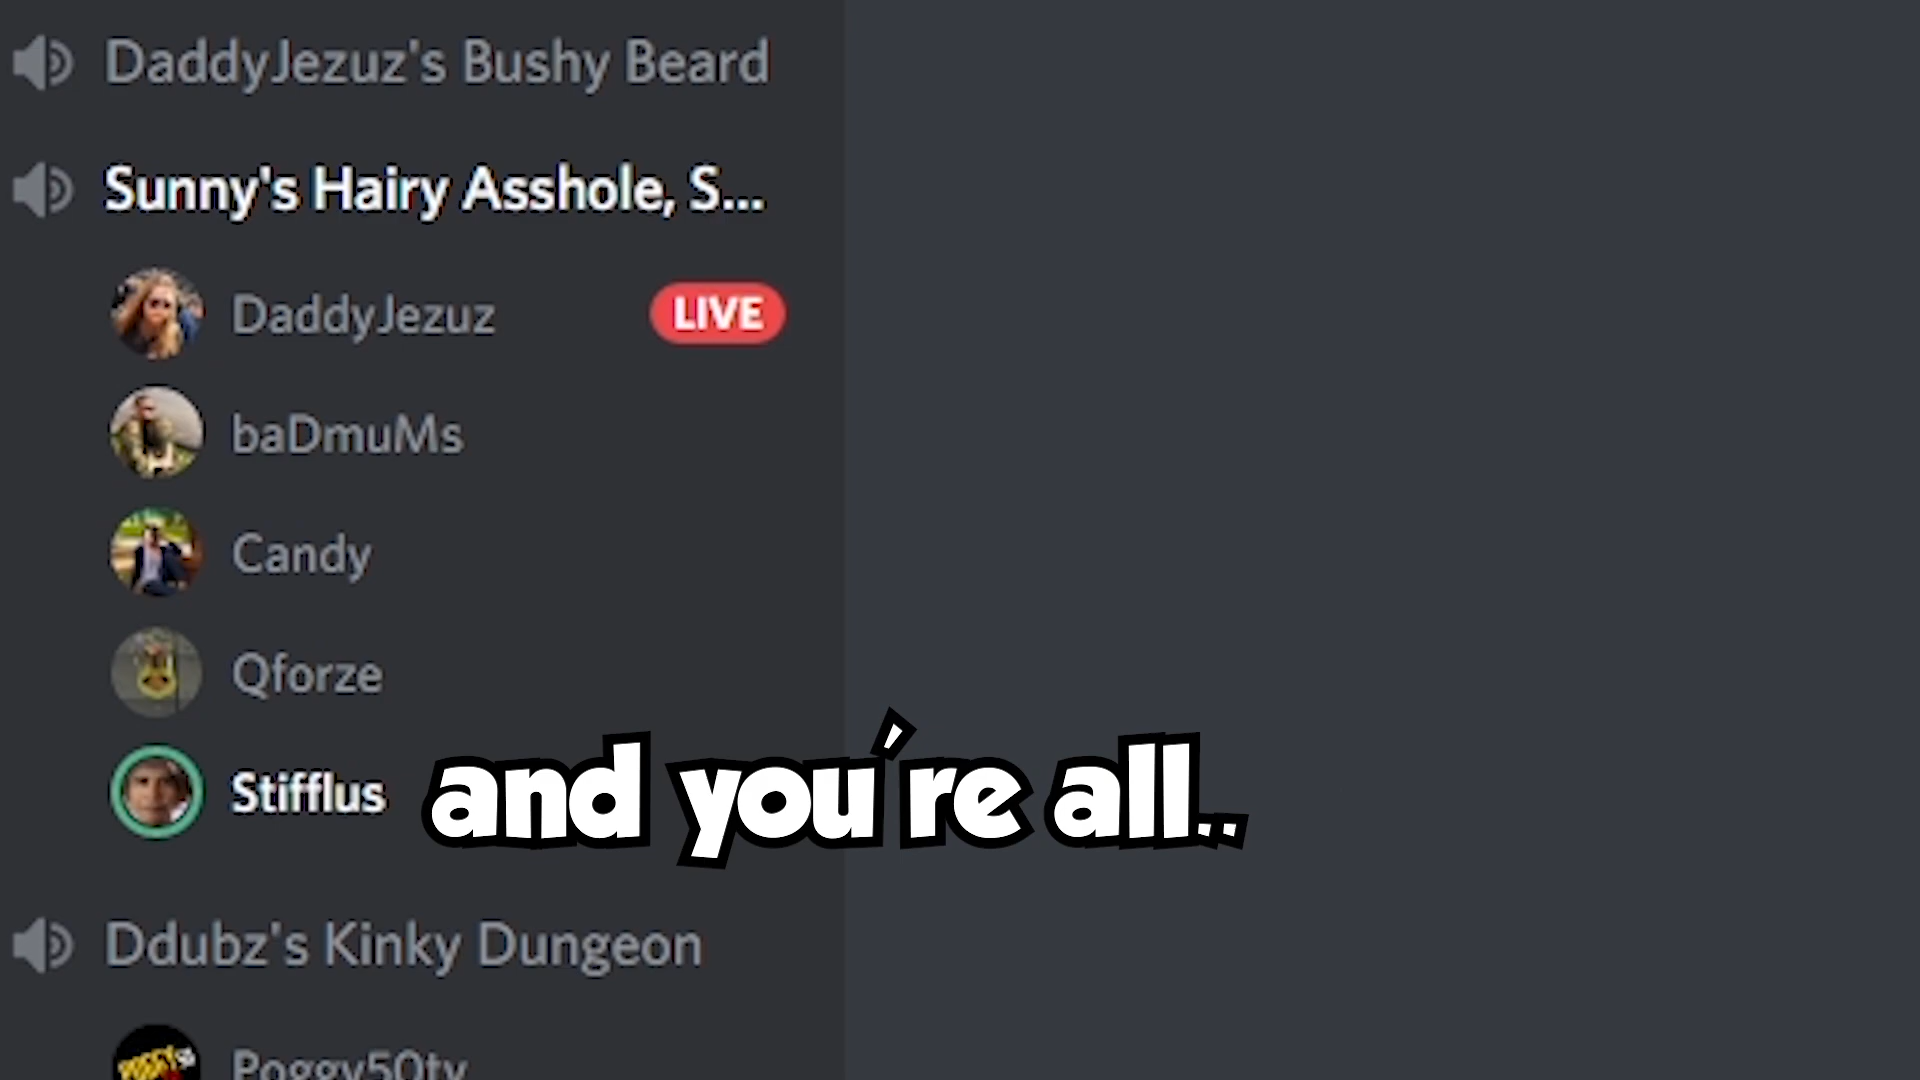 DaddyJezuz's Bushy Beard
Sunny's Hairy Asshole, S...
DaddyJezuz LIVE
baDmuMs
Candy
Qforze
Stifflus and you're all..
Ddubz's Kinky Dungeon
Poggy50tv